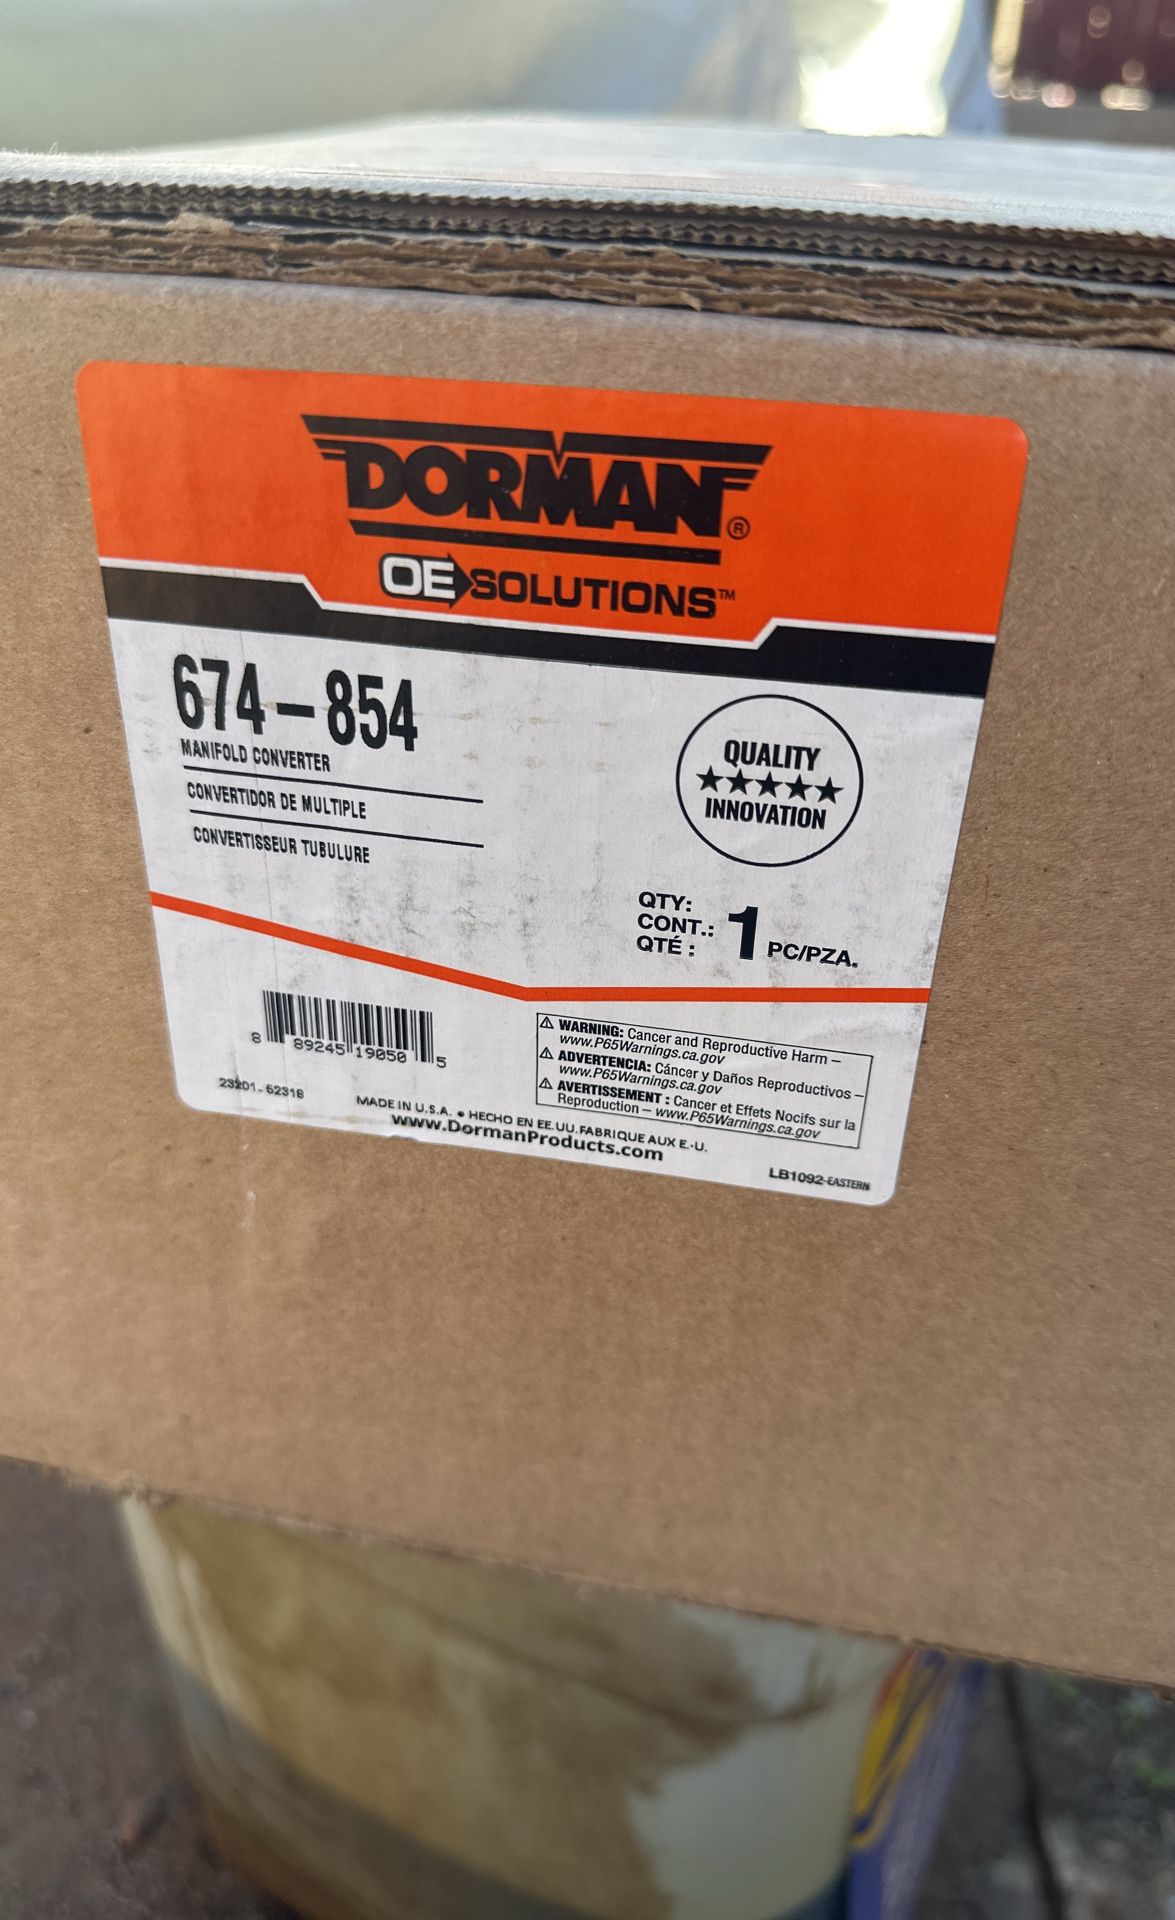 DORMAN®
OE SOLUTIONS™
674-854
MANIFOLD CONVERTER
CONVERTIDOR DE MULTIPLE
CONVERTISSEUR TUBULURE
QUALITY
★★★★★
INNOVATION
QTY:
CONT.:
QTÉ :
1 PC/PZA.
8 89245 19050 5
23201-62318
⚠ WARNING: Cancer and Reproductive Harm –
www.P65Warnings.ca.gov
⚠ ADVERTENCIA: Cáncer y Daños Reproductivos –
www.P65Warnings.ca.gov
⚠ AVERTISSEMENT : Cancer et Effets Nocifs sur la
Reproduction – www.P65Warnings.ca.gov
MADE IN U.S.A. • HECHO EN EE.UU. FABRIQUE AUX E.-U.
www.DormanProducts.com
LB1092-EASTERN